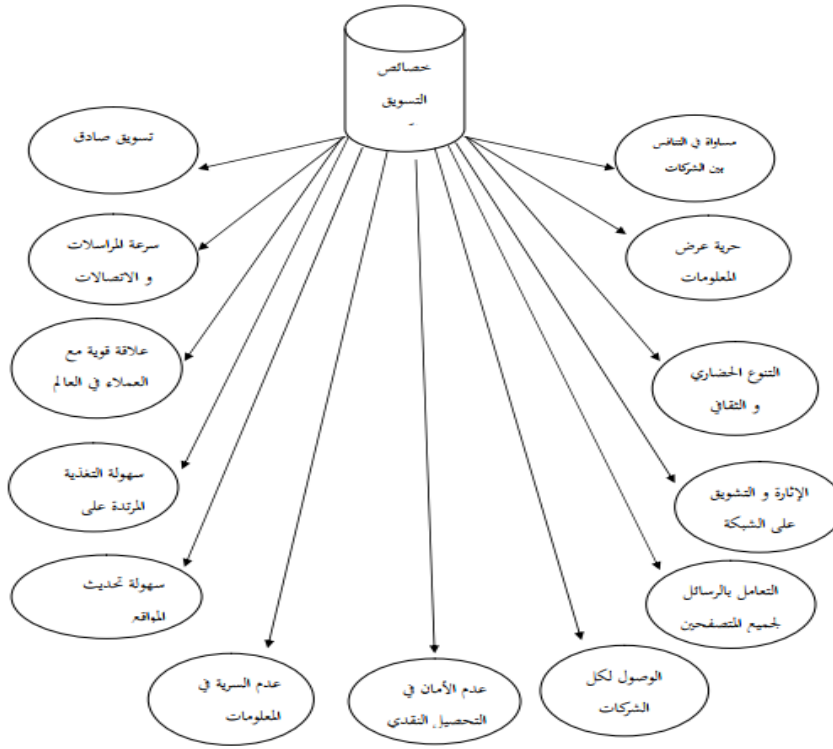 خصائص
التسويق
مساواة في التنافس
بين الشركات
حرية عرض
المعلومات
التنوع الحضاري
و الثقافي
الإثارة و التشويق
على الشبكة
التعامل بالرسائل
لجميع المتصفحين
الوصول لكل
الشركات
عدم الأمان في
التحصيل النقدي
عدم السرية في
المعلومات
سهولة تحديث
المواقع
سهولة التغذية
المرتدة على
علاقة قوية مع
العملاء في العالم
سرعة المراسلات
و الاتصالات
تسويق صادق